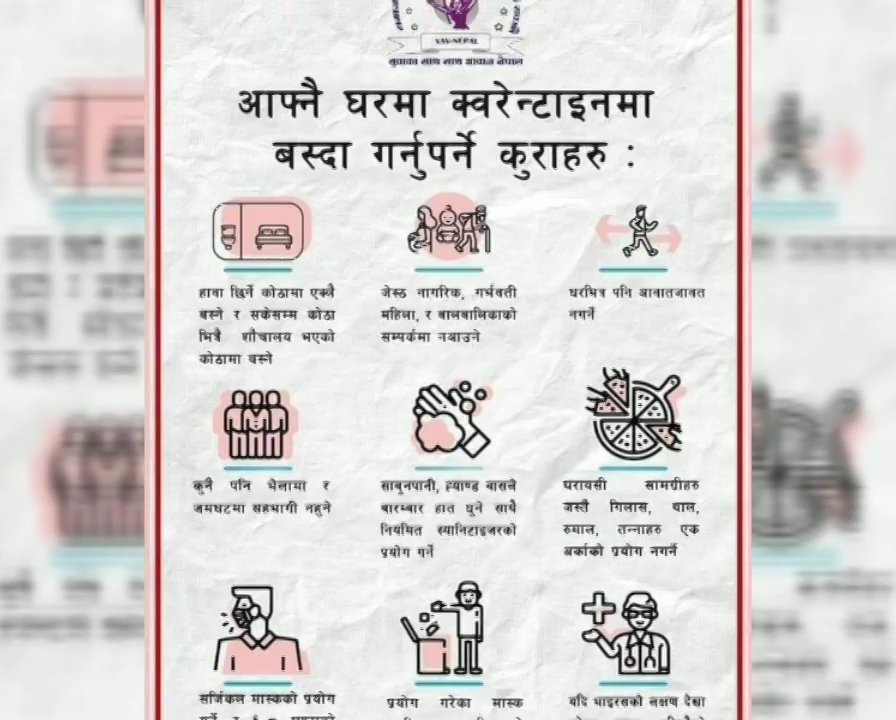 YAV-NEPAL
युवाका लागि साथ आवाज नेपाल
आफ्नै घरमा क्वरेन्टाइनमा
बस्दा गर्नुपर्ने कुराहरु :
हावा छिर्ने कोठामा एक्लै
बस्ने र सकेसम्म कोठा
भित्रै शौचालय भएको
कोठामा बस्ने
जेस्ठ नागरिक, गर्भवती
महिला, र बालबालिकाको
सम्पर्कमा नआउने
घरभित्र पनि आवातजावत
नगर्ने
कुनै पनि भेलामा र
जमघटमा सहभागी नहुने
साबुनपानी, ह्याण्ड वासले
बारम्बार हात धुने साथै
नियमित स्यानिटाइजरको
प्रयोग गर्ने
घरायसी सामग्रीहरु
जस्तै गिलास, थाल,
रुमाल, तन्नाहरु एक
अर्काको प्रयोग नगर्ने
सर्जिकल मास्कको प्रयोग
प्रयोग गरेका मास्क
यदि भाइरसको लक्षण देखा